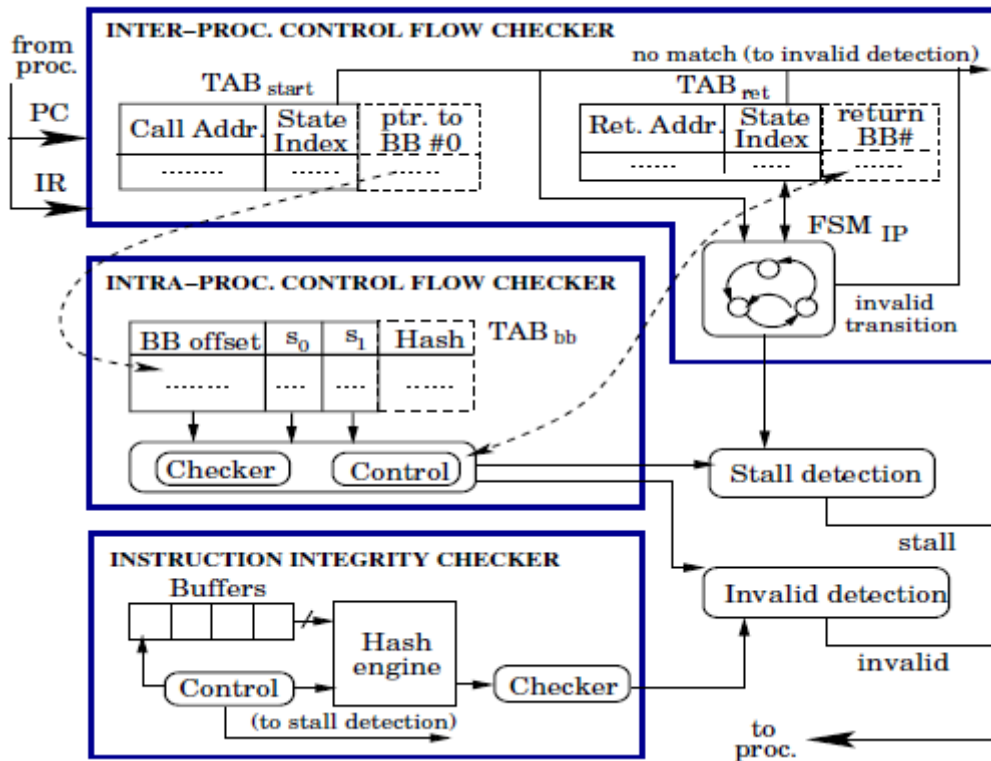 INTER–PROC. CONTROL FLOW CHECKER
from
proc.
no match (to invalid detection)
TAB start
TAB ret
PC
Call Addr.
State
Index
ptr. to
BB #0
Ret. Addr.
State
Index
return
BB#
........
......
......
......
......
......
IR
FSM IP
invalid
transition
INTRA–PROC. CONTROL FLOW CHECKER
BB offset
s0
s1
Hash
TAB bb
........
....
....
......
Checker
Control
Stall detection
stall
INSTRUCTION INTEGRITY CHECKER
Buffers
Hash
engine
Control
Checker
(to stall detection)
Invalid detection
invalid
to
proc.